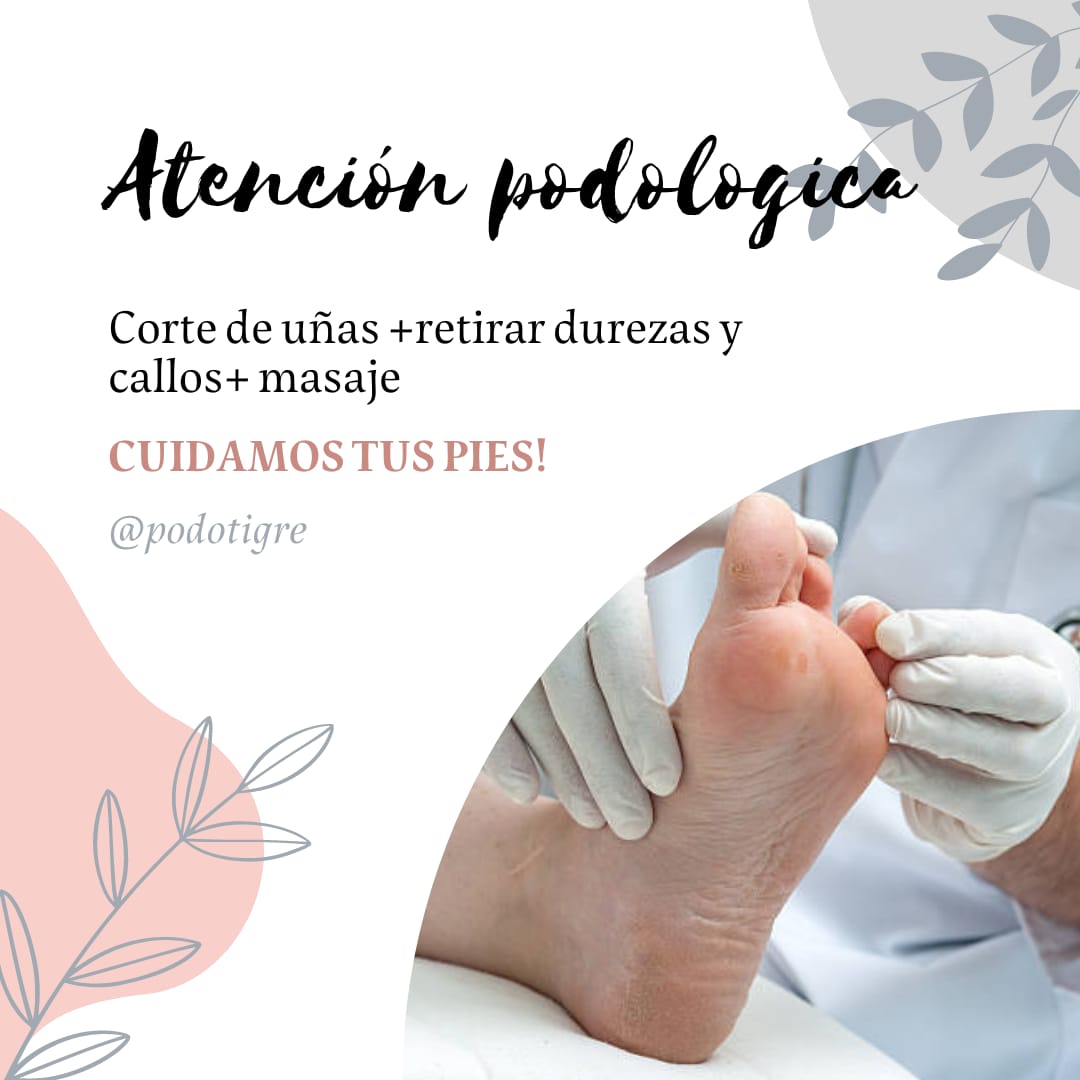 Atención podologica
Corte de uñas +retirar durezas y
callos+ masaje
CUIDAMOS TUS PIES!
@podotigre